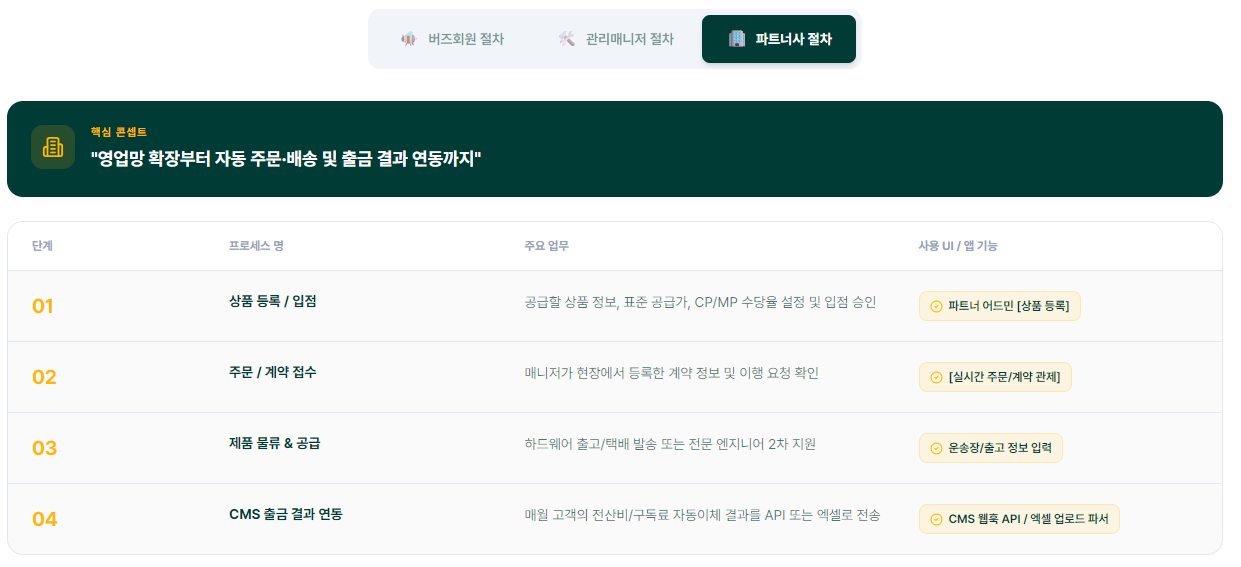 버즈회원 절차
관리매니저 절차
파트너사 절차
핵심 콘셉트
"영업망 확장부터 자동 주문·배송 및 출금 결과 연동까지"
단계 프로세스 명 주요 업무 사용 UI / 앱 기능
01 상품 등록 / 입점 공급할 상품 정보, 표준 공급가, CP/MP 수당율 설정 및 입점 승인 파트너 어드민 [상품 등록]
02 주문 / 계약 접수 매니저가 현장에서 등록한 계약 정보 및 이행 요청 확인 [실시간 주문/계약 관제]
03 제품 물류 & 공급 하드웨어 출고/택배 발송 또는 전문 엔지니어 2차 지원 운송장/출고 정보 입력
04 CMS 출금 결과 연동 매월 고객의 전산비/구독료 자동이체 결과를 API 또는 엑셀로 전송 CMS 웹훅 API / 엑셀 업로드 파서